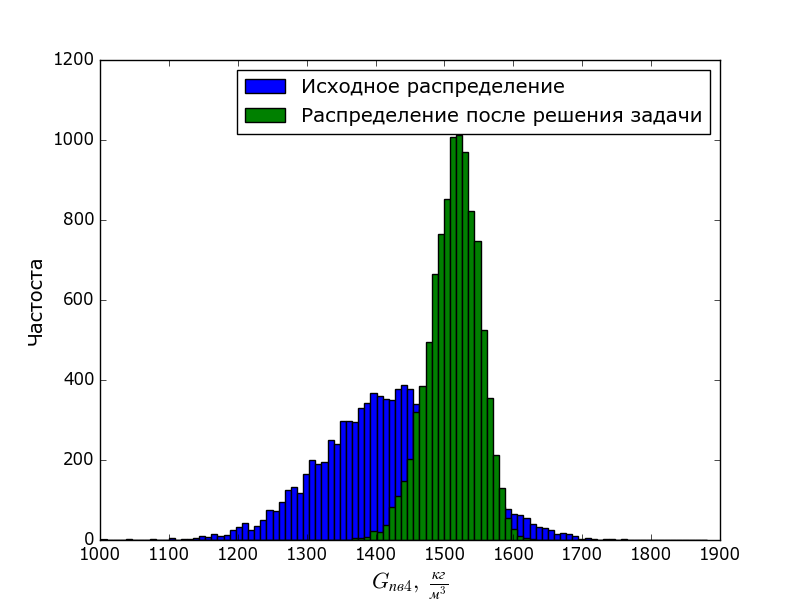 1200
1000
800
600
400
200
0
Частоста
Исходное распределение
Распределение после решения задачи
1000 1100 1200 1300 1400 1500 1600 1700 1800 1900
G_{пв4}, \frac{кг}{м^3}